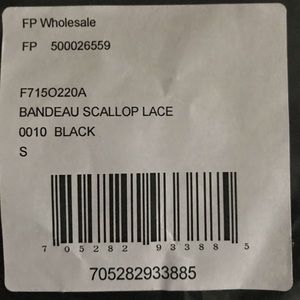 FP Wholesale
FP 500026559
F715O220A
BANDEAU SCALLOP LACE
0010 BLACK
S
7 05282 93388 5
705282933885